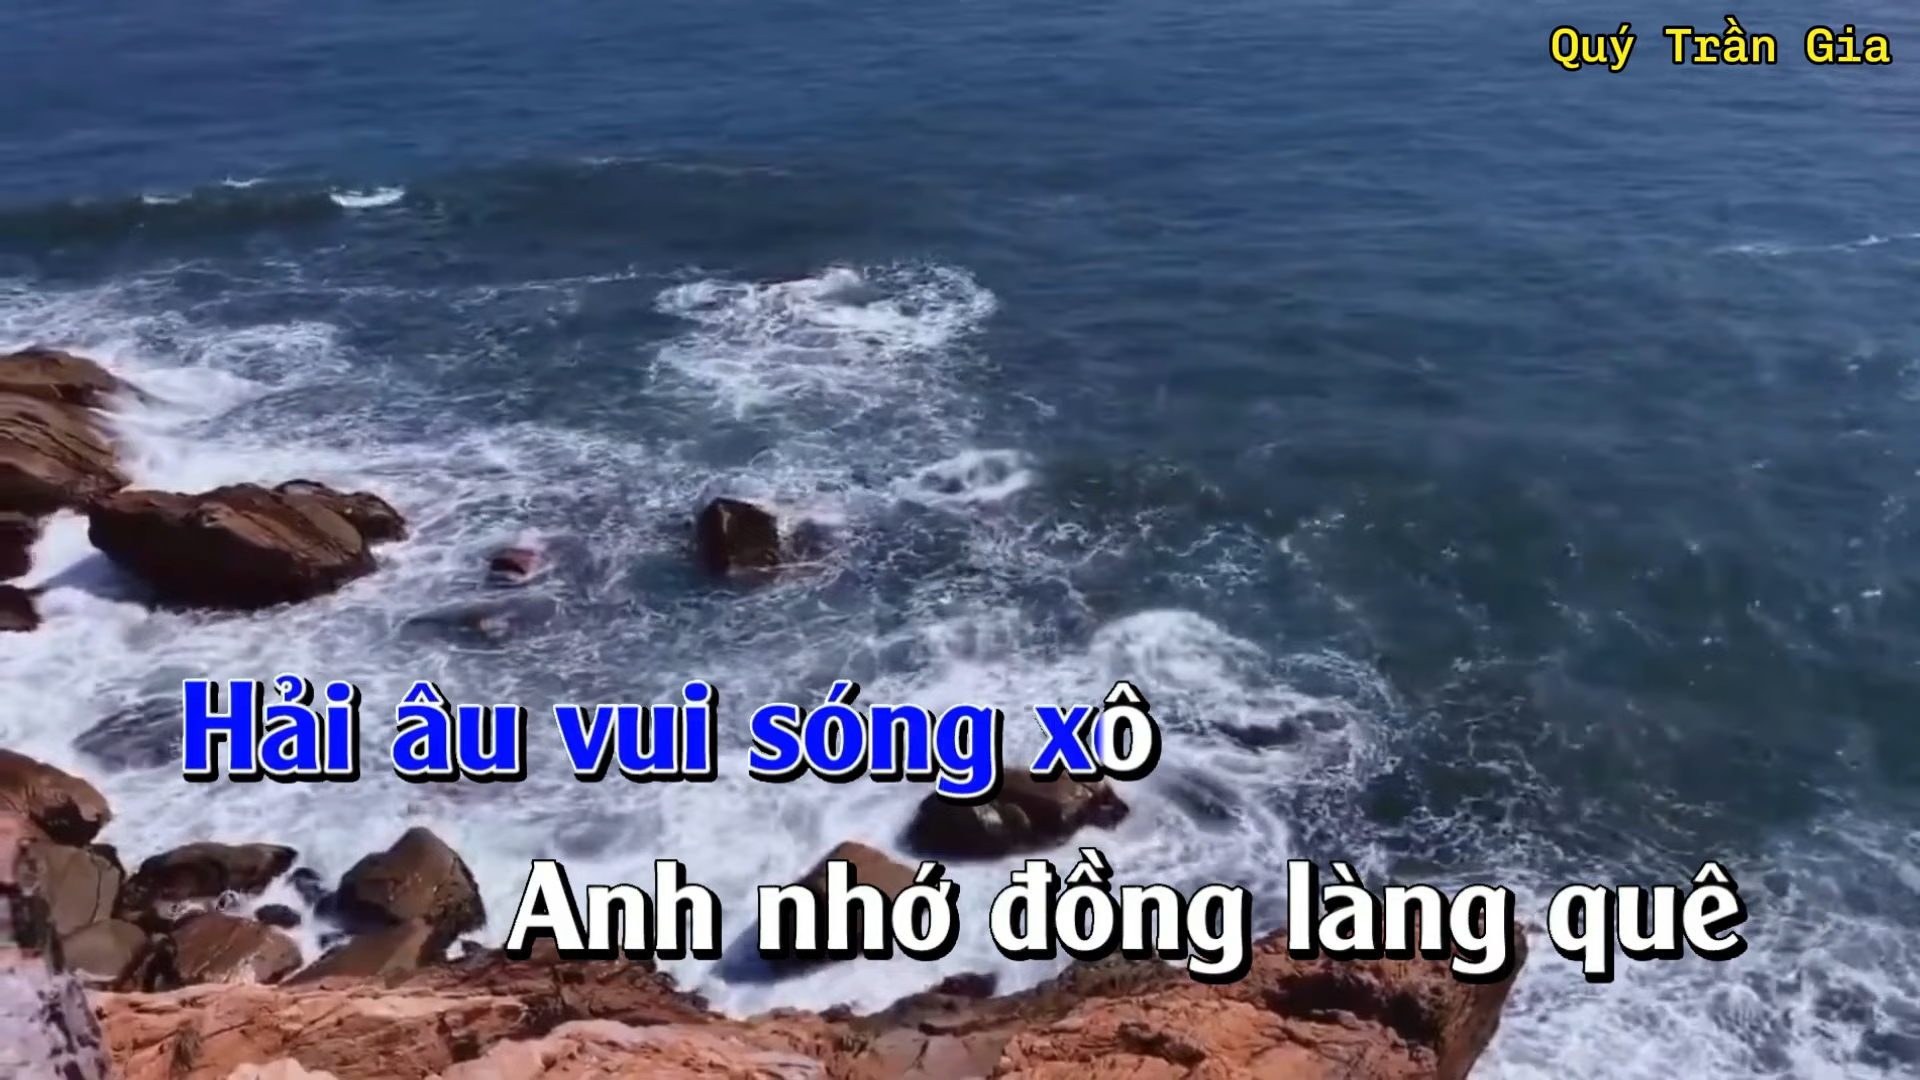 Quý Trần Gia
Hải âu vui sóng xô
Anh nhớ đồng làng quê